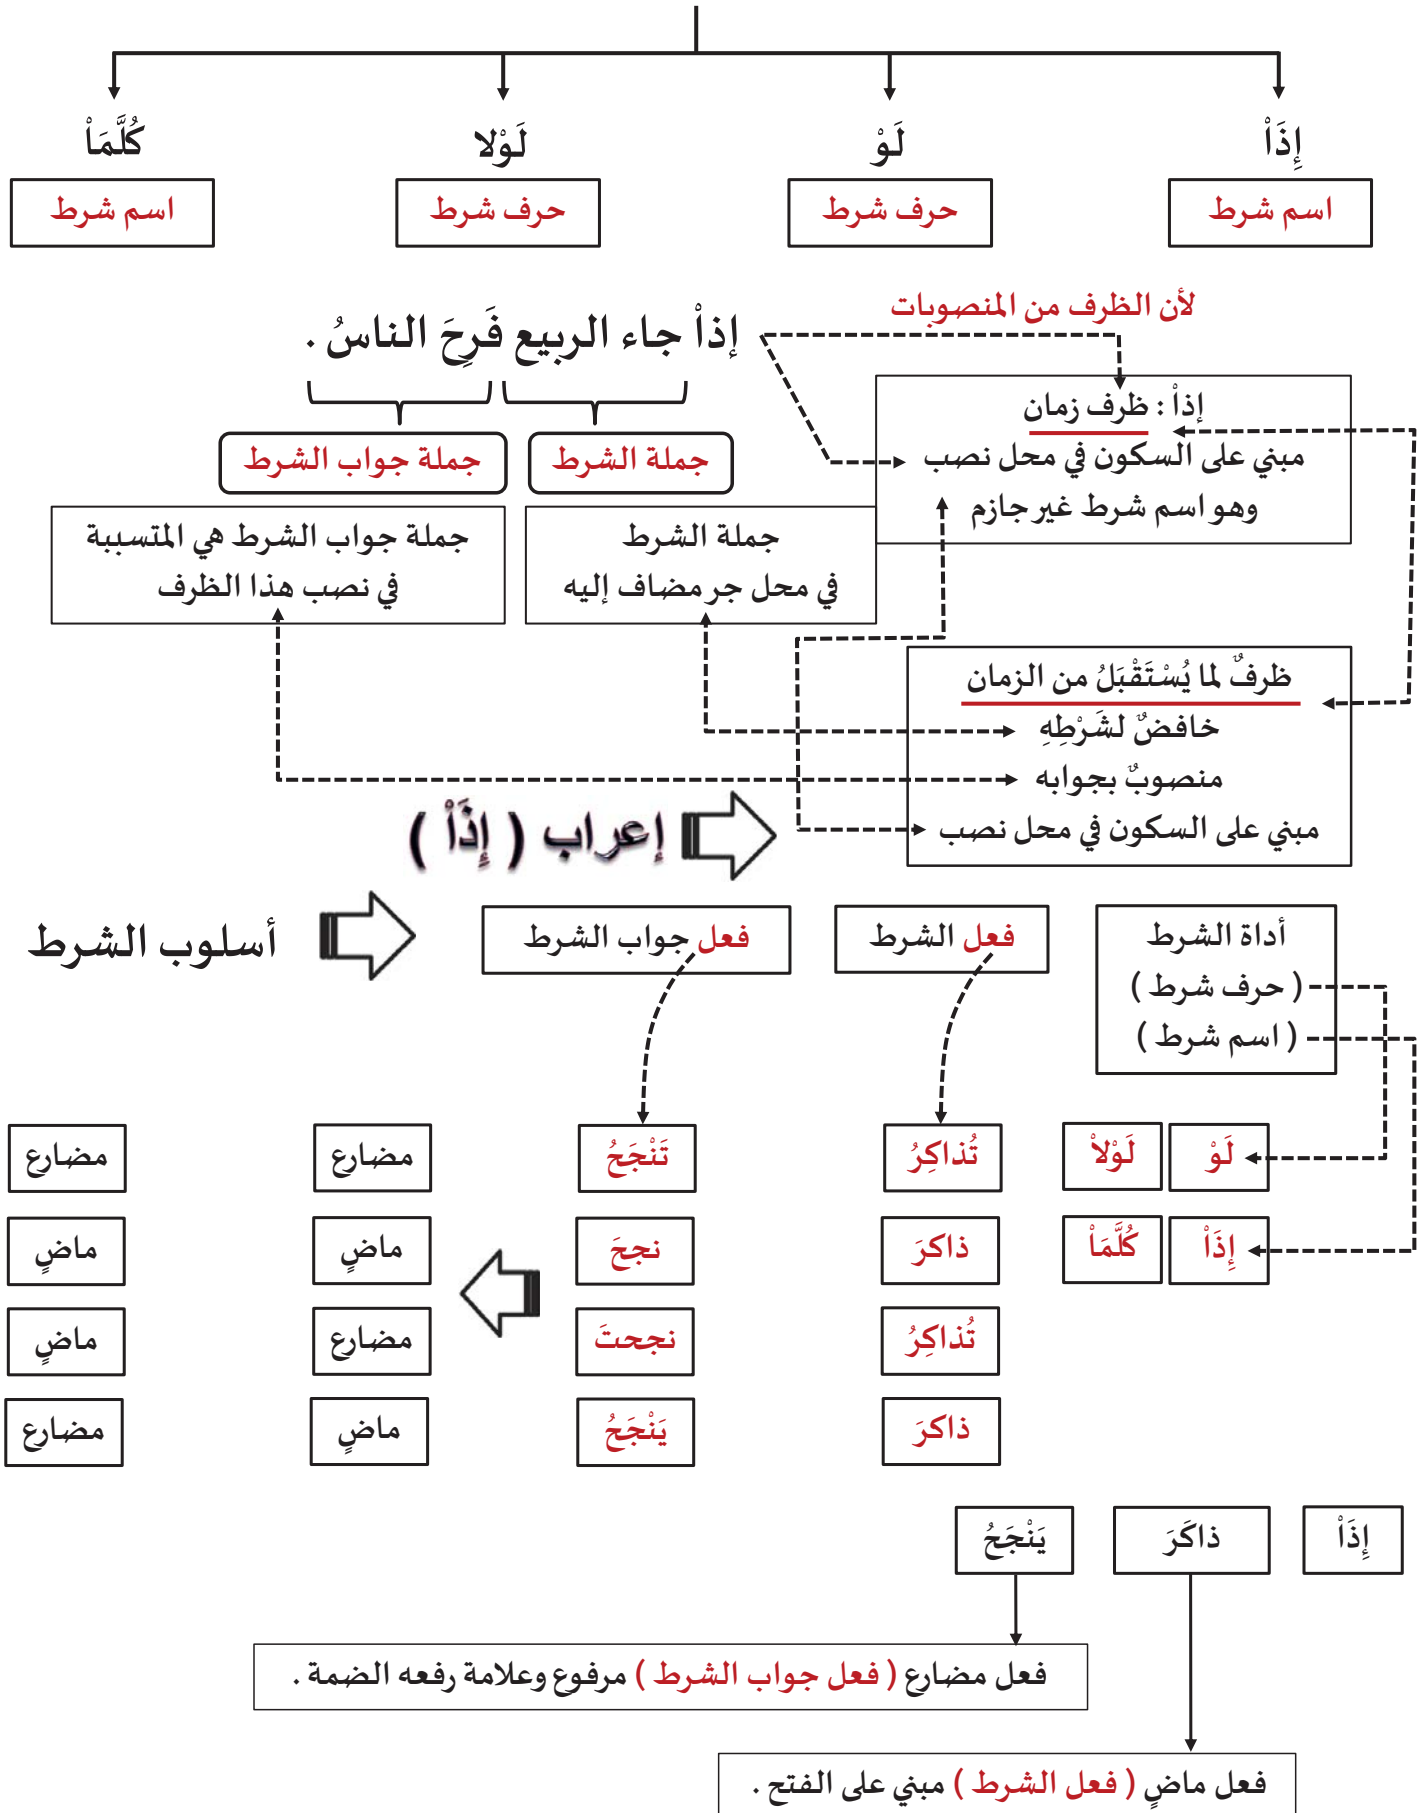 إِذَاْ
لَوْ
لَوْلا
كُلَّمَاْ
اسم شرط
حرف شرط
حرف شرط
اسم شرط
لأن الظرف من المنصوبات
إذاْ جاء الربيع فَرِحَ الناسُ .
إذاْ : ظرف زمان
مبني على السكون في محل نصب
وهو اسم شرط غير جازم
جملة الشرط
جملة جواب الشرط
جملة الشرط
في محل جر مضاف إليه
جملة جواب الشرط هي المتسببة
في نصب هذا الظرف
ظرفٌ لما يُسْتَقْبَلُ من الزمان
خافضٌ لشَرْطِهِ
منصوبٌ بجوابه
مبني على السكون في محل نصب
إعراب ( إِذَاْ )
أداة الشرط
( حرف شرط )
( اسم شرط )
فعل الشرط
فعل جواب الشرط
أسلوب الشرط
لَوْ
لَوْلاْ
تُذاكِرُ
تَنْجَحُ
مضارع
مضارع
إِذَاْ
كُلَّمَاْ
ذاكرَ
نجحَ
ماضٍ
ماضٍ
تُذاكِرُ
نجحتَ
مضارع
ماضٍ
ذاكرَ
يَنْجَحُ
ماضٍ
مضارع
إِذَاْ
ذاكَرَ
يَنْجَحُ
فعل مضارع ( فعل جواب الشرط ) مرفوع وعلامة رفعه الضمة .
فعل ماضٍ ( فعل الشرط ) مبني على الفتح .